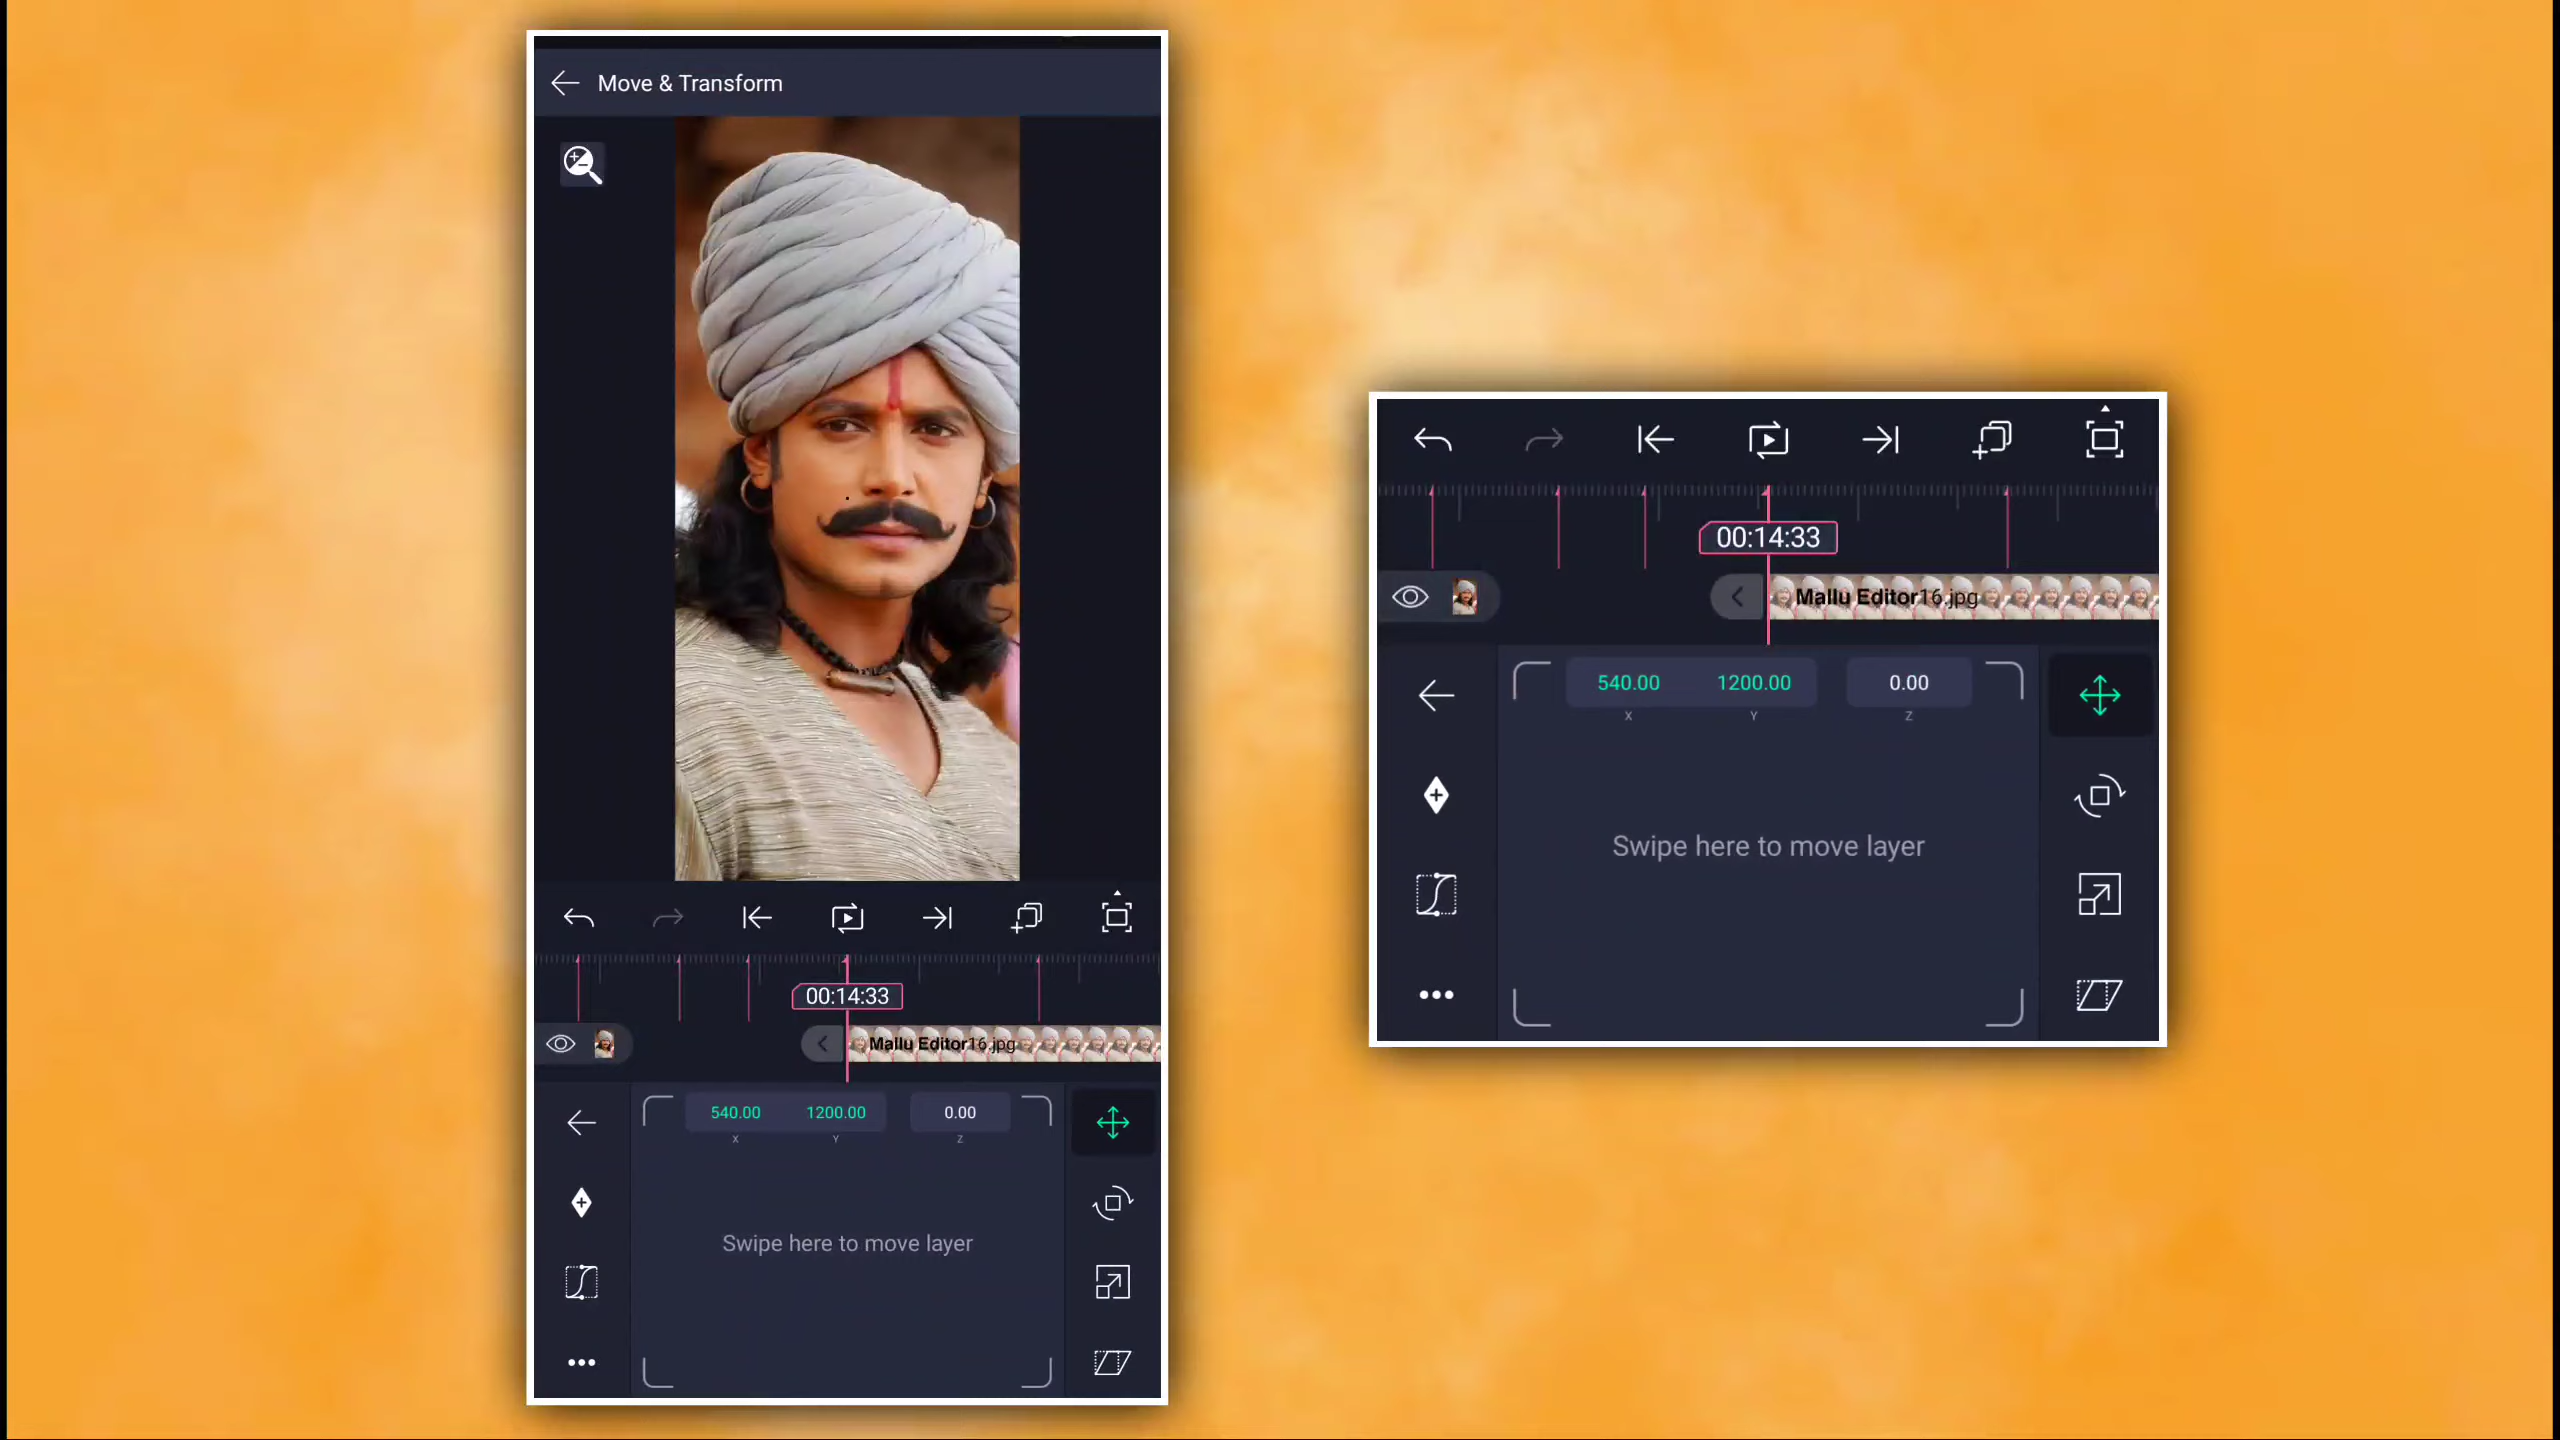 Move & Transform
00:14:33
Mallu Editor16.jpg
540.00 1200.00 0.00
X Y Z
Swipe here to move layer
00:14:33
Mallu Editor16.jpg
540.00 1200.00 0.00
X Y Z
Swipe here to move layer